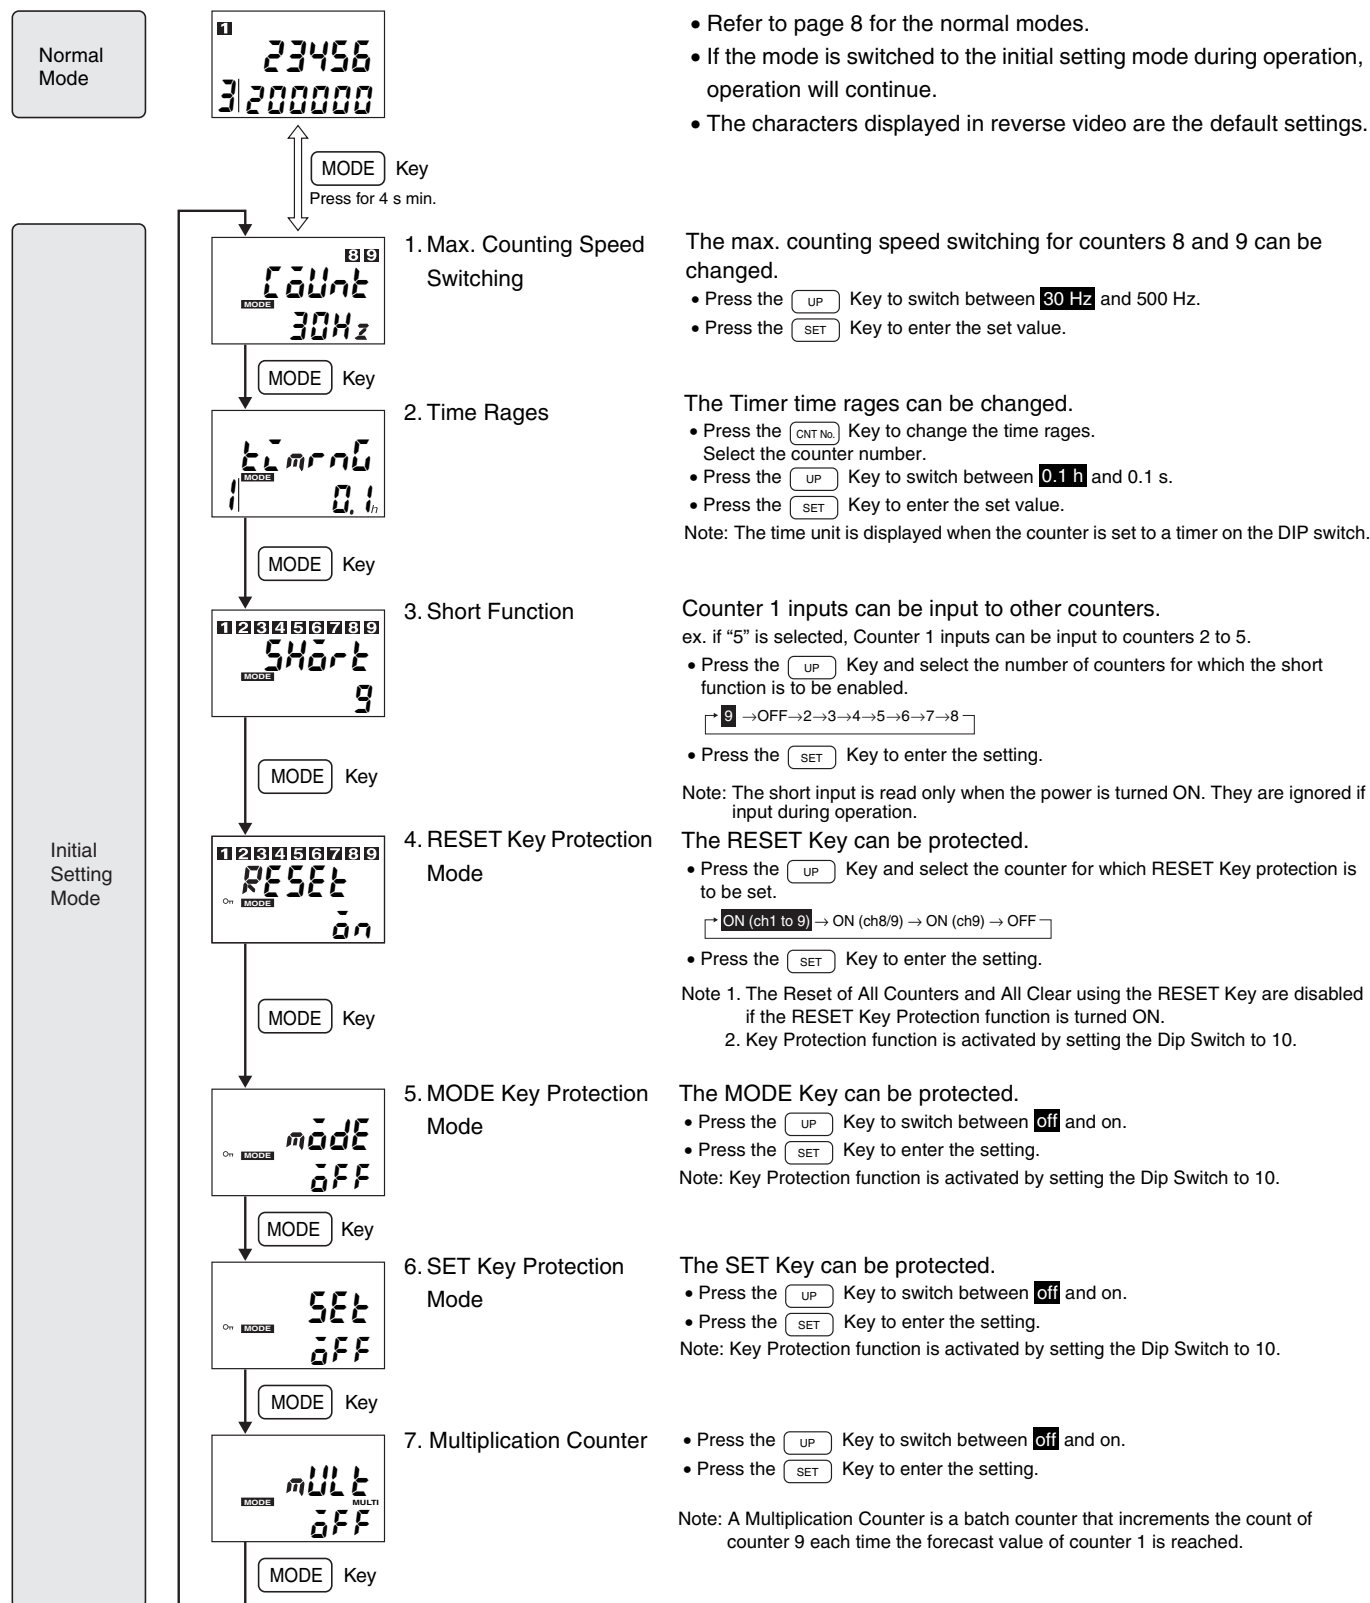 Normal
Mode
1
23456
3 200000
• Refer to page 8 for the normal modes.
• If the mode is switched to the initial setting mode during operation,
operation will continue.
• The characters displayed in reverse video are the default settings.
MODE Key
Press for 4 s min.
Initial
Setting
Mode
8 9
CoUnt
MODE
30Hz
1. Max. Counting Speed
Switching
The max. counting speed switching for counters 8 and 9 can be
changed.
• Press the UP Key to switch between 30 Hz and 500 Hz.
• Press the SET Key to enter the set value.
MODE Key
timrnG
MODE
1 0.1h
2. Time Rages
The Timer time rages can be changed.
• Press the CNT No. Key to change the time rages.
Select the counter number.
• Press the UP Key to switch between 0.1 h and 0.1 s.
• Press the SET Key to enter the set value.
Note: The time unit is displayed when the counter is set to a timer on the DIP switch.
MODE Key
1 2 3 4 5 6 7 8 9
SHort
MODE
9
3. Short Function
Counter 1 inputs can be input to other counters.
ex. if “5” is selected, Counter 1 inputs can be input to counters 2 to 5.
• Press the UP Key and select the number of counters for which the short
function is to be enabled.
9 →OFF→2→3→4→5→6→7→8
• Press the SET Key to enter the setting.
Note: The short input is read only when the power is turned ON. They are ignored if
input during operation.
MODE Key
1 2 3 4 5 6 7 8 9
RESEt
MODE
on
4. RESET Key Protection
Mode
The RESET Key can be protected.
• Press the UP Key and select the counter for which RESET Key protection is
to be set.
ON (ch1 to 9) → ON (ch8/9) → ON (ch9) → OFF
• Press the SET Key to enter the setting.
Note 1. The Reset of All Counters and All Clear using the RESET Key are disabled
if the RESET Key Protection function is turned ON.
2. Key Protection function is activated by setting the Dip Switch to 10.
MODE Key
modE
MODE
oFF
5. MODE Key Protection
Mode
The MODE Key can be protected.
• Press the UP Key to switch between off and on.
• Press the SET Key to enter the setting.
Note: Key Protection function is activated by setting the Dip Switch to 10.
MODE Key
SEt
MODE
oFF
6. SET Key Protection
Mode
The SET Key can be protected.
• Press the UP Key to switch between off and on.
• Press the SET Key to enter the setting.
Note: Key Protection function is activated by setting the Dip Switch to 10.
MODE Key
mULt
MODE MULTI
oFF
7. Multiplication Counter
• Press the UP Key to switch between off and on.
• Press the SET Key to enter the setting.
Note: A Multiplication Counter is a batch counter that increments the count of
counter 9 each time the forecast value of counter 1 is reached.
MODE Key